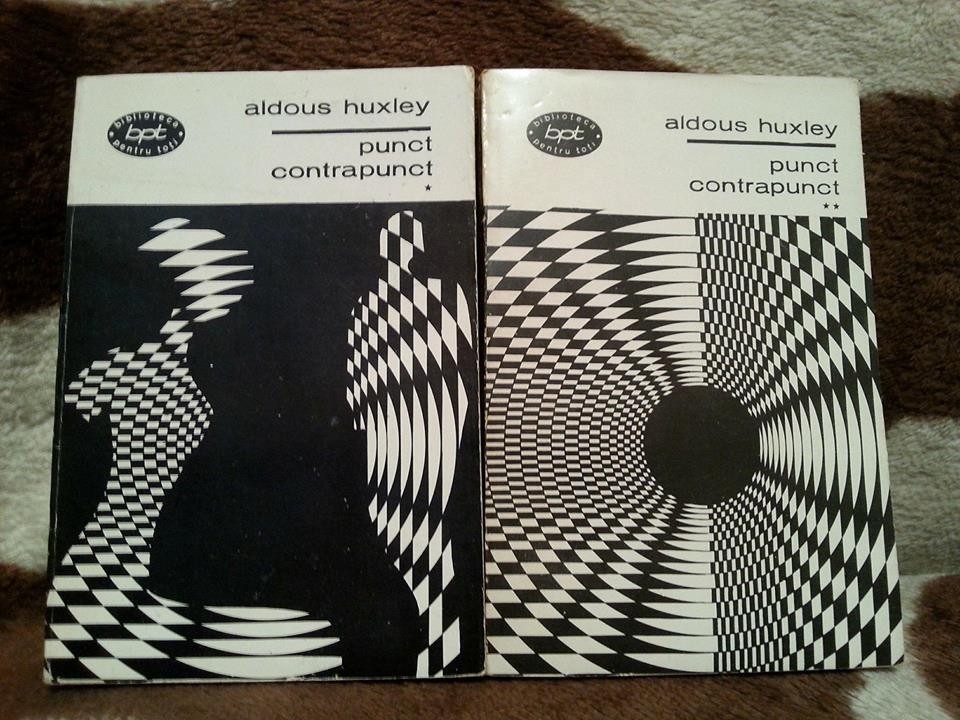 biblioteca
bpt
pentru toți
aldous huxley
punct
contrapunct
*
biblioteca
bpt
pentru toți
aldous huxley
punct
contrapunct
**